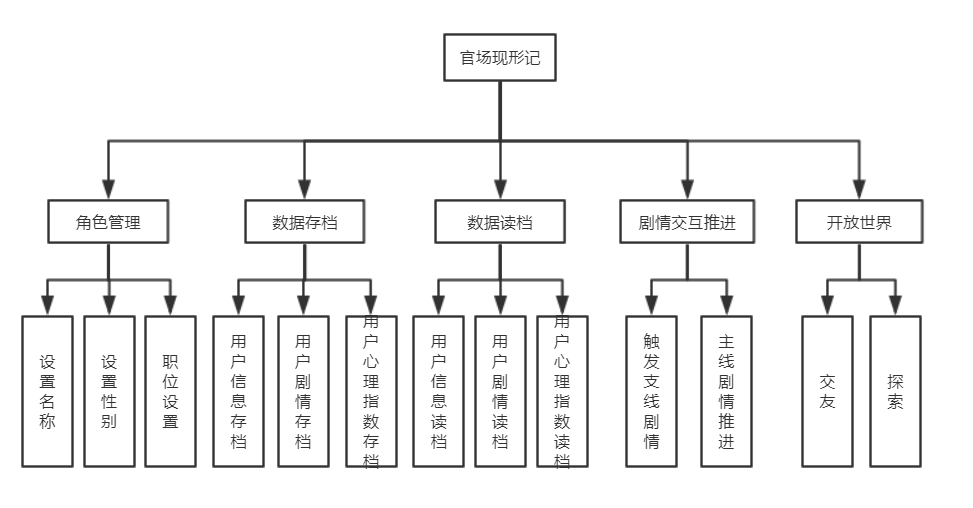 官场现形记
角色管理
数据存档
数据读档
剧情交互推进
开放世界
设置名称
设置性别
职位设置
用户信息存档
用户剧情存档
用户心理指数存档
用户信息读档
用户剧情读档
用户心理指数读档
触发支线剧情
主线剧情推进
交友
探索